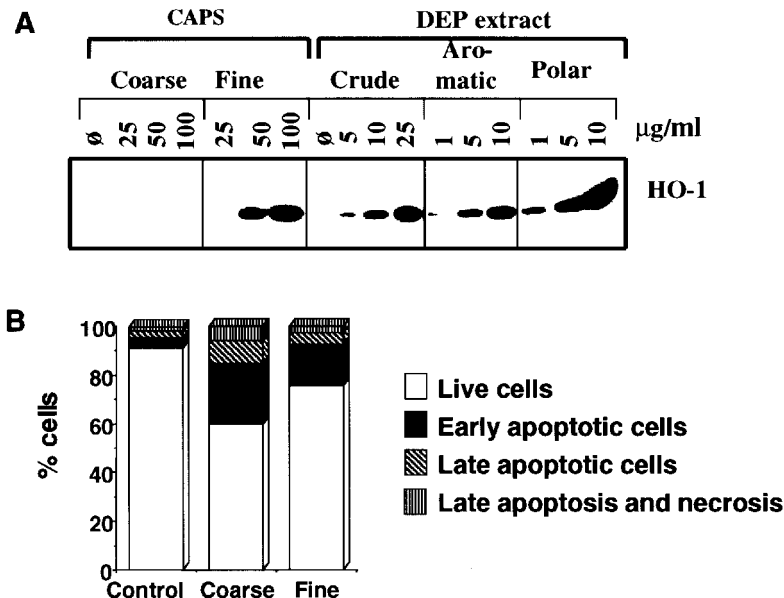 A
CAPS
DEP extract
Coarse
Fine
Crude
Aro-
matic
Polar
ø 25 50 100 25 50 100 ø 5 10 25 1 5 10 1 5 10 µg/ml
HO-1
B
% cells
100
80
60
40
20
0
Control Coarse Fine
Live cells
Early apoptotic cells
Late apoptotic cells
Late apoptosis and necrosis